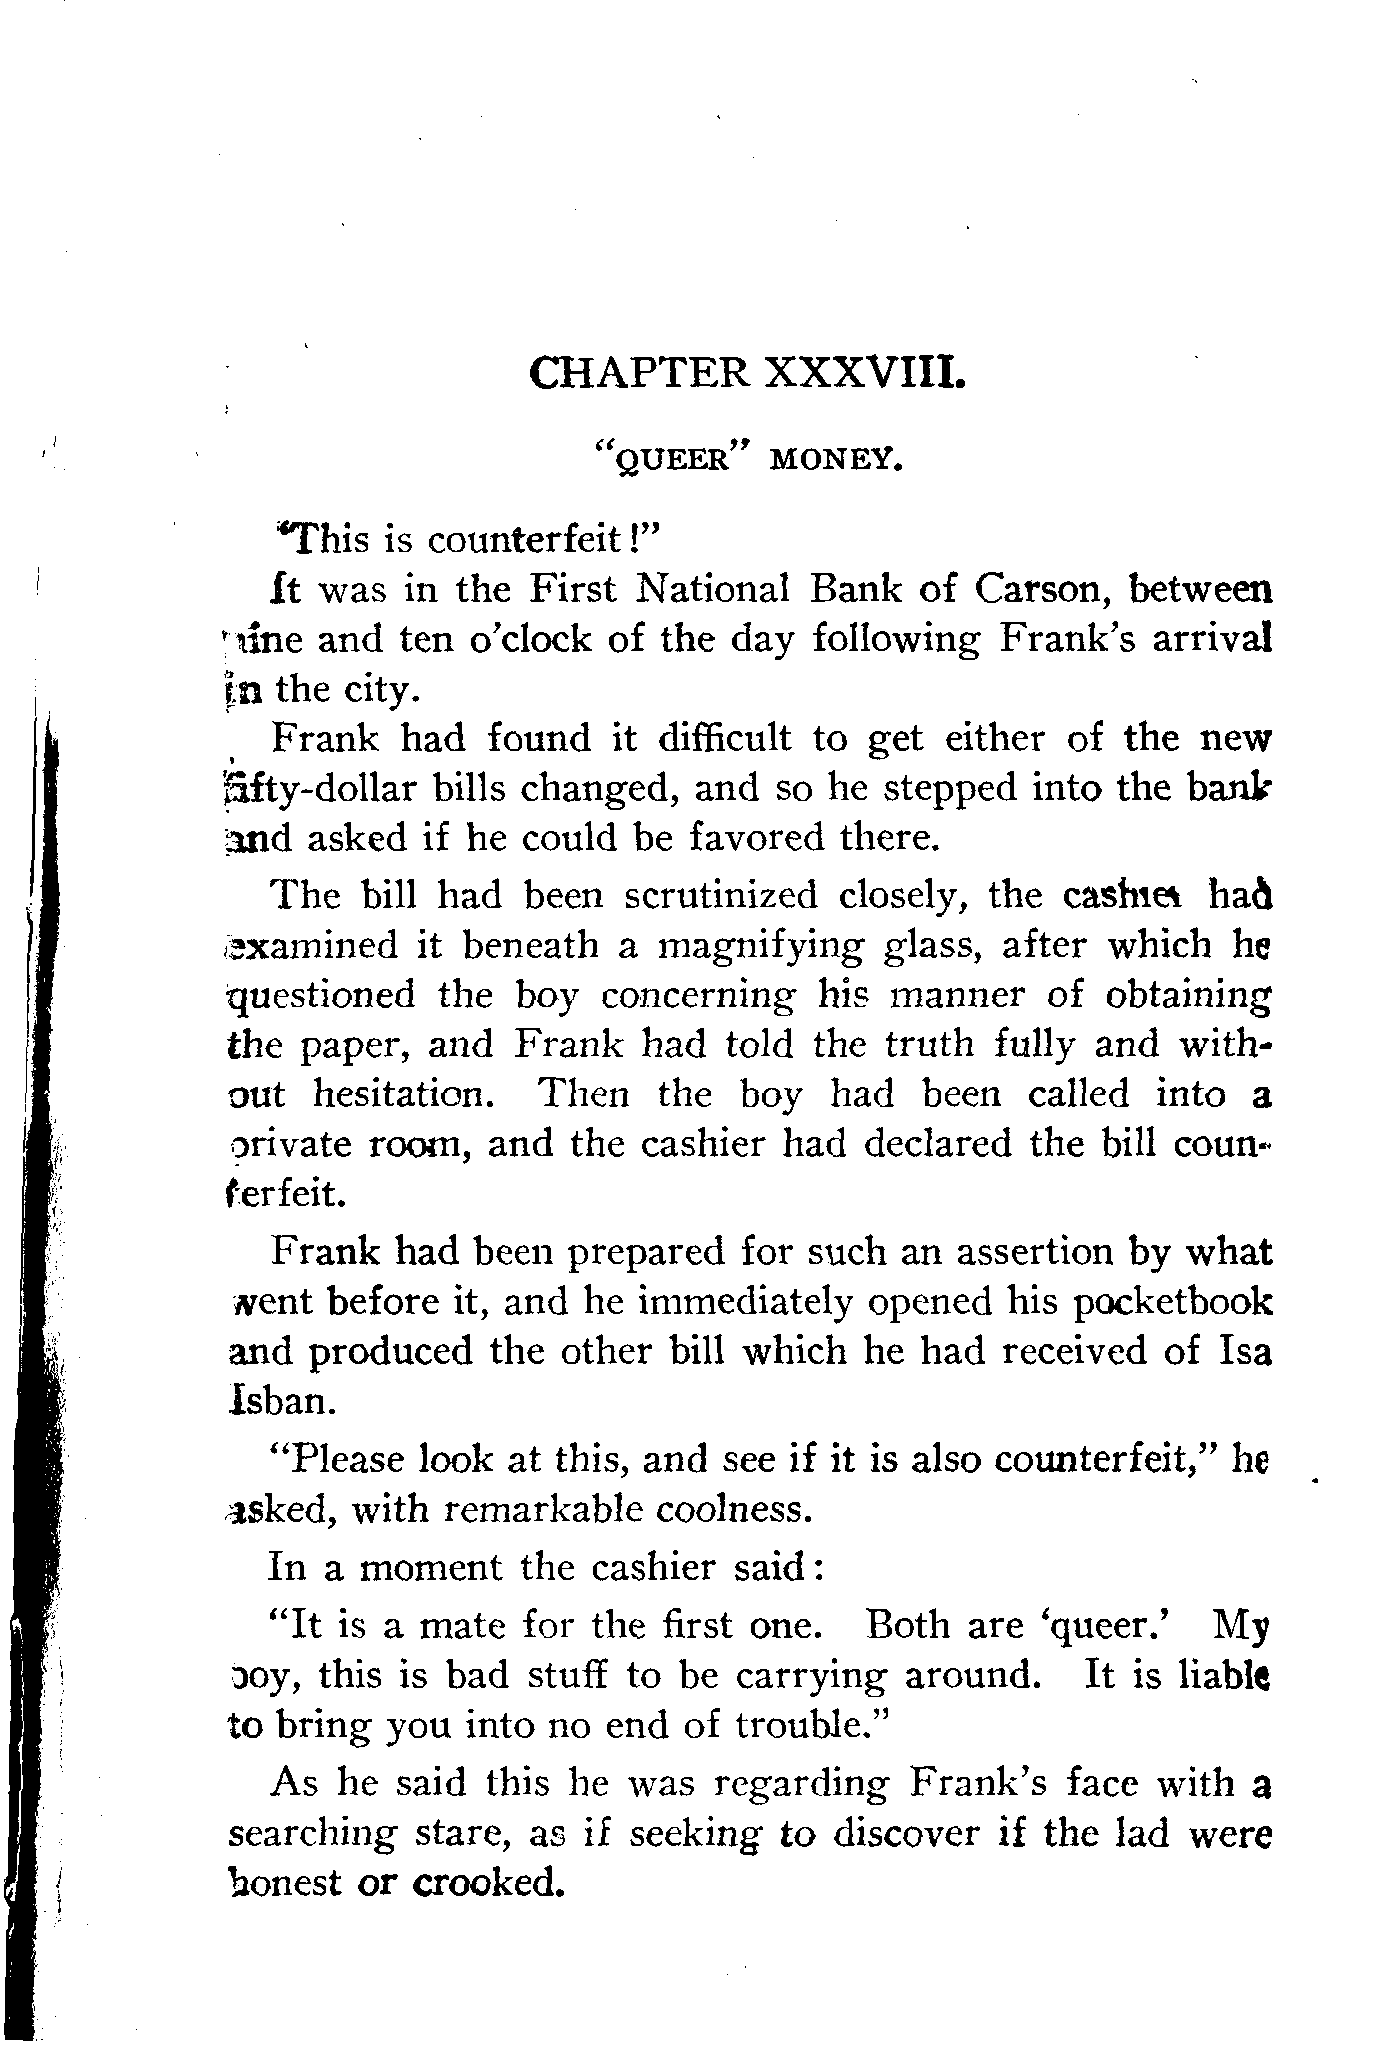 CHAPTER XXXVIII.
"QUEER" MONEY.
"This is counterfeit!"
It was in the First National Bank of Carson, between
nine and ten o'clock of the day following Frank's arrival
in the city.
Frank had found it difficult to get either of the new
fifty-dollar bills changed, and so he stepped into the bank
and asked if he could be favored there.
The bill had been scrutinized closely, the cashier had
examined it beneath a magnifying glass, after which he
questioned the boy concerning his manner of obtaining
the paper, and Frank had told the truth fully and with-
out hesitation. Then the boy had been called into a
private room, and the cashier had declared the bill coun-
terfeit.
Frank had been prepared for such an assertion by what
went before it, and he immediately opened his pocketbook
and produced the other bill which he had received of Isa
Isban.
"Please look at this, and see if it is also counterfeit," he
asked, with remarkable coolness.
In a moment the cashier said:
"It is a mate for the first one. Both are 'queer.' My
boy, this is bad stuff to be carrying around. It is liable
to bring you into no end of trouble."
As he said this he was regarding Frank's face with a
searching stare, as if seeking to discover if the lad were
honest or crooked.